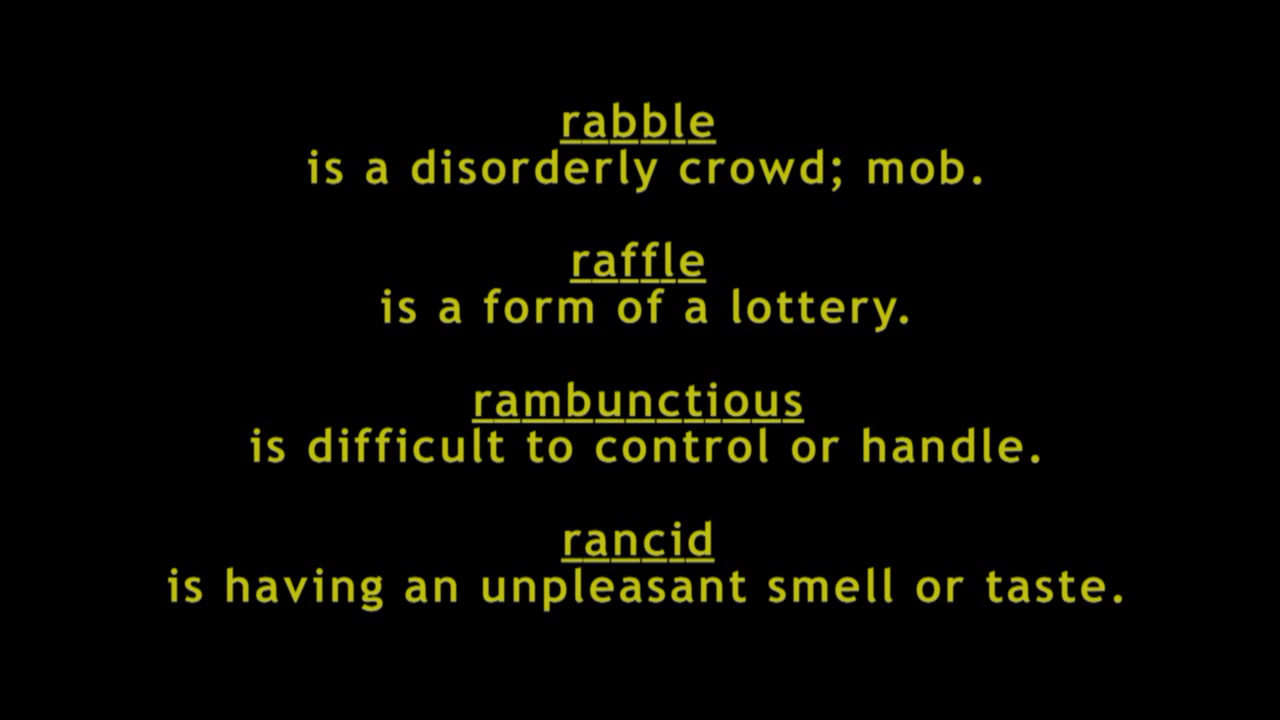 rabble
is a disorderly crowd; mob.
raffle
is a form of a lottery.
rambunctious
is difficult to control or handle.
rancid
is having an unpleasant smell or taste.